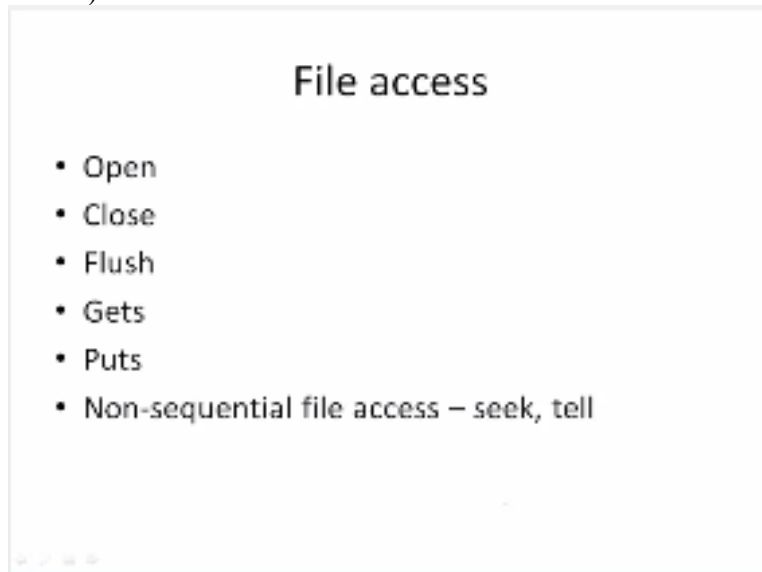 File access
• Open
• Close
• Flush
• Gets
• Puts
• Non-sequential file access – seek, tell